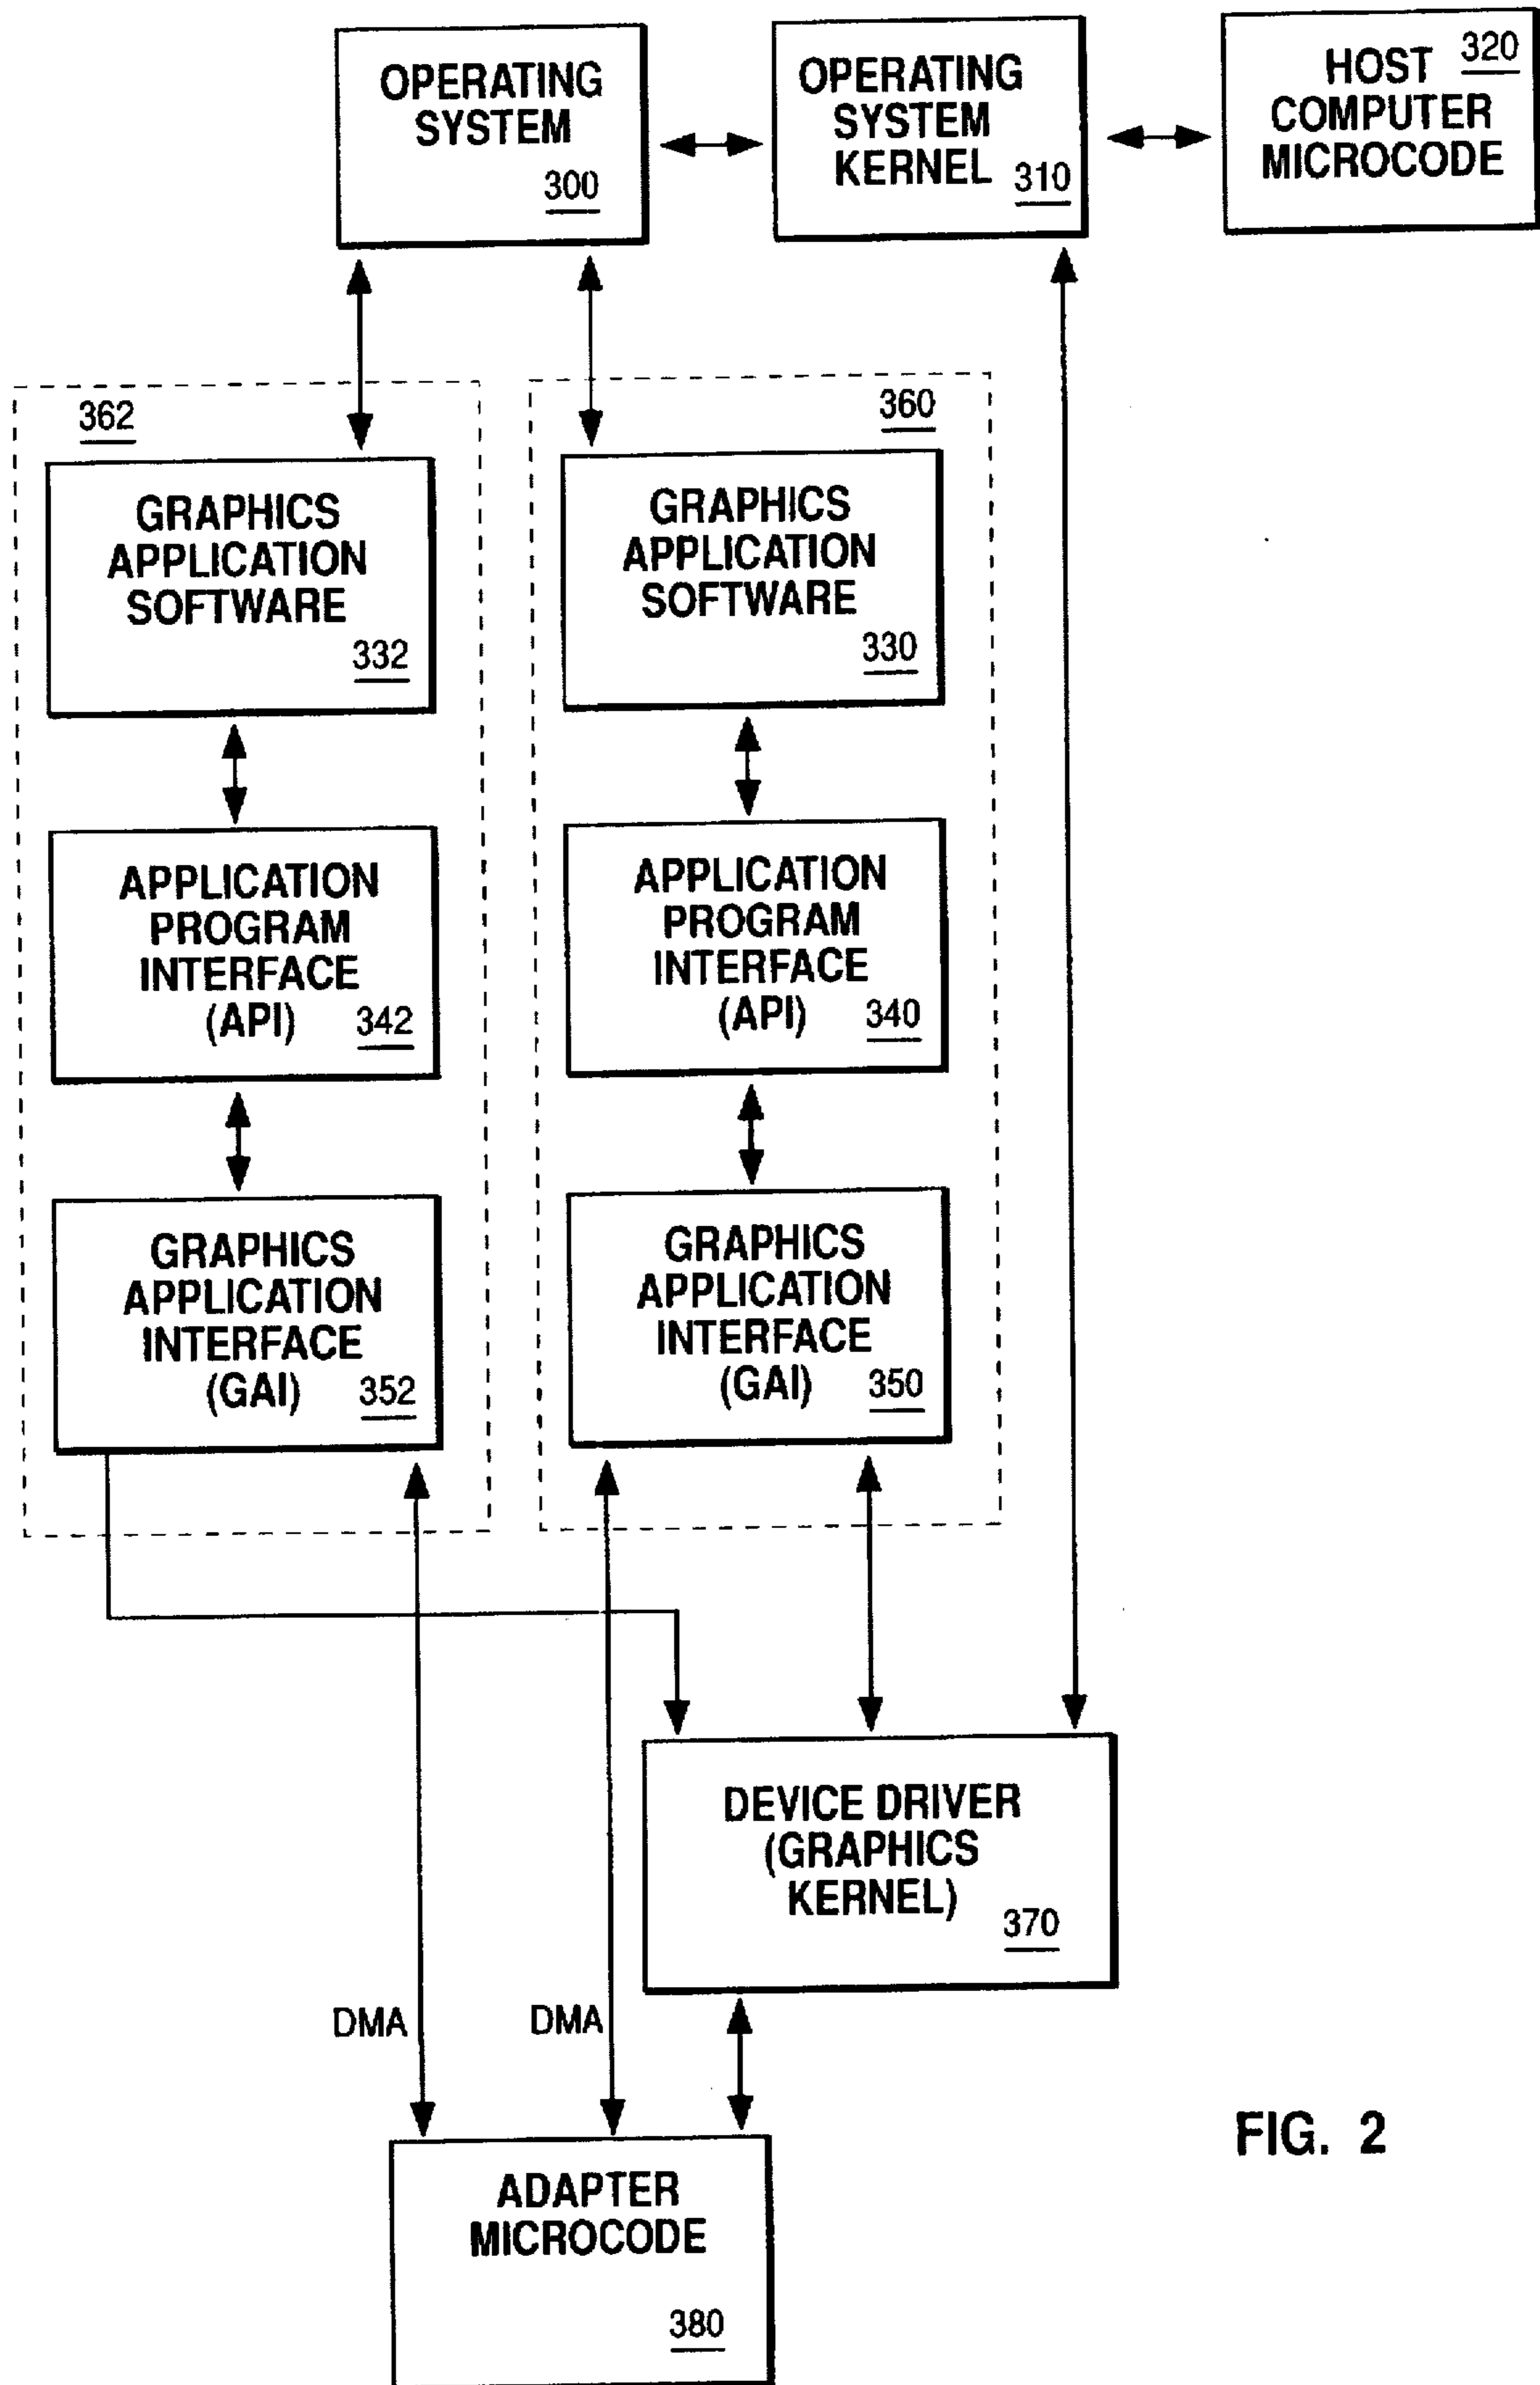 OPERATING
SYSTEM
300
OPERATING
SYSTEM
KERNEL
310
HOST
320
COMPUTER
MICROCODE
362
GRAPHICS
APPLICATION
SOFTWARE
332
360
GRAPHICS
APPLICATION
SOFTWARE
330
APPLICATION
PROGRAM
INTERFACE
(API)
342
APPLICATION
PROGRAM
INTERFACE
(API)
340
GRAPHICS
APPLICATION
INTERFACE
(GAI)
352
GRAPHICS
APPLICATION
INTERFACE
(GAI)
350
DEVICE DRIVER
(GRAPHICS
KERNEL)
370
DMA
DMA
ADAPTER
MICROCODE
380
FIG. 2